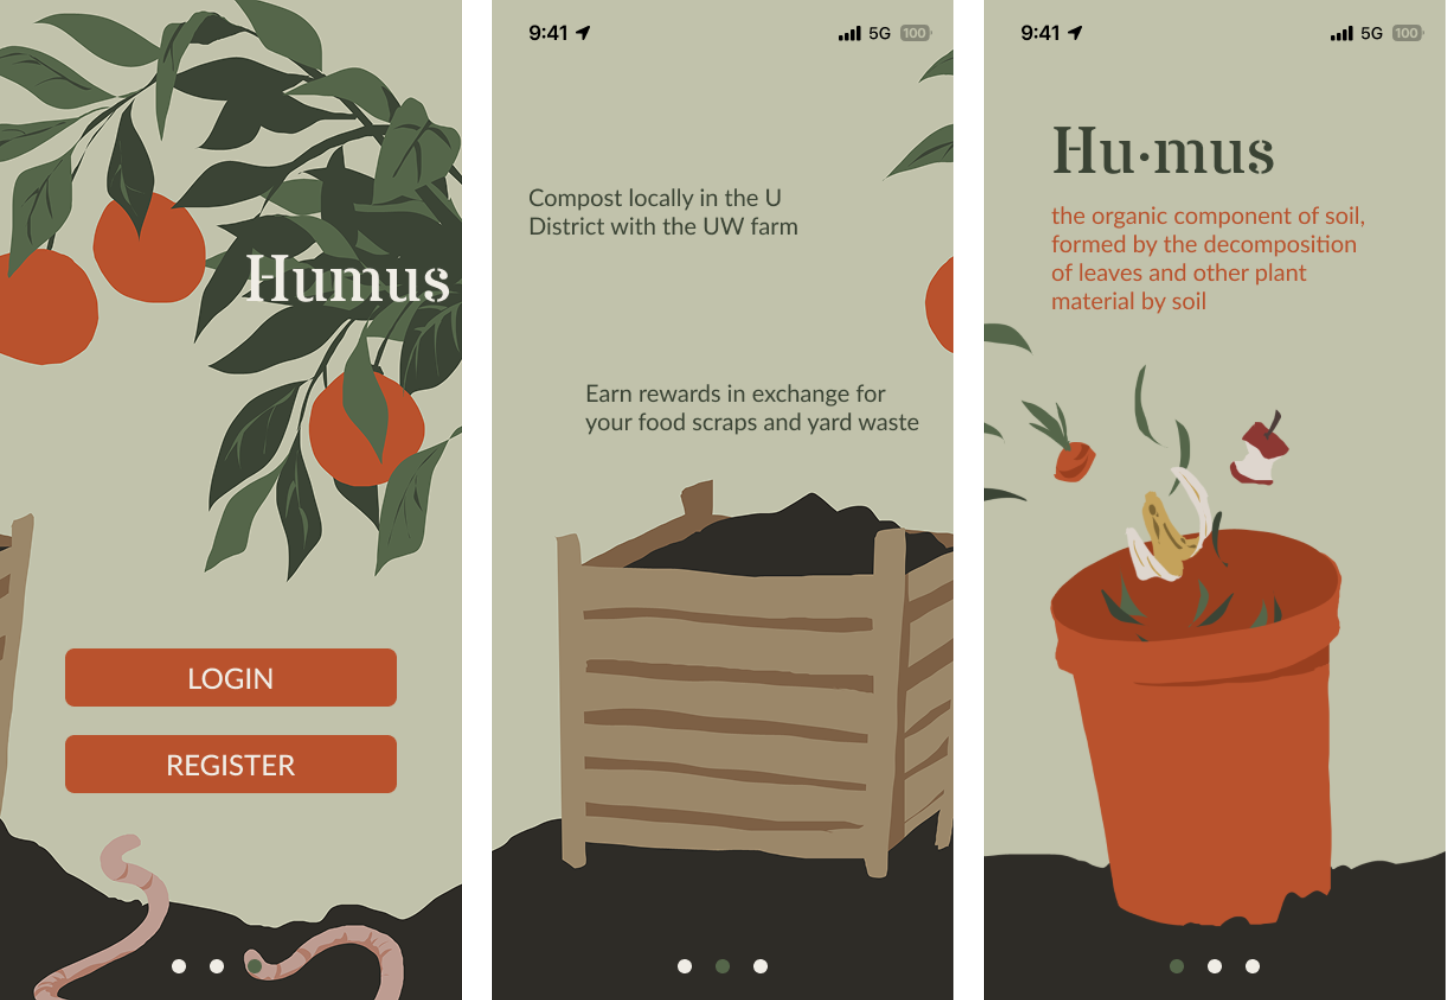 Humus
LOGIN
REGISTER
9:41
5G
100
Compost locally in the U
District with the UW farm
Earn rewards in exchange for
your food scraps and yard waste
9:41
5G
100
Hu·mus
the organic component of soil,
formed by the decomposition
of leaves and other plant
material by soil